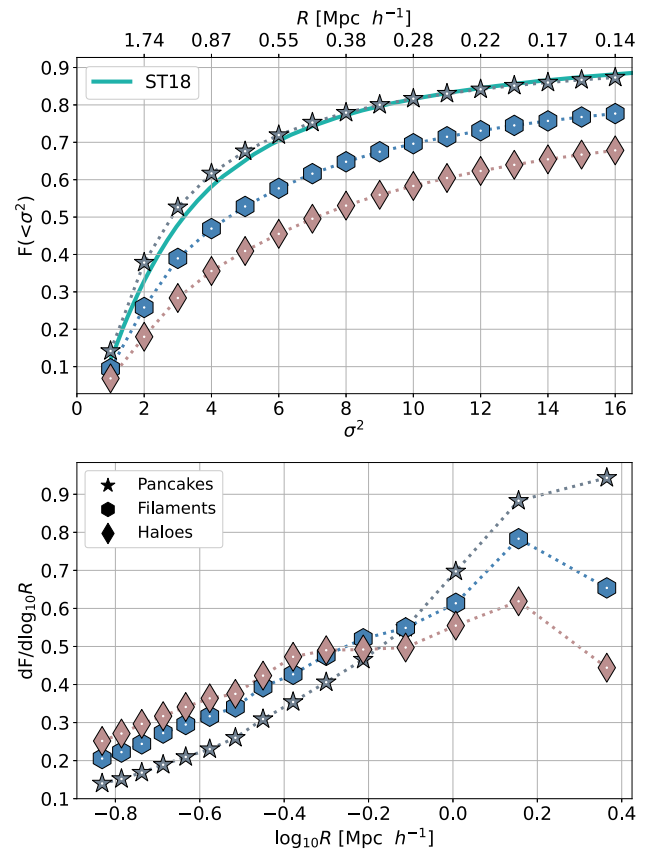 R [Mpc h⁻¹]
1.74 0.87 0.55 0.38 0.28 0.22 0.17 0.14
ST18
0.9
0.8
0.7
0.6
0.5
0.4
0.3
0.2
0.1
F(<σ²)
0 2 4 6 8 10 12 14 16
σ²
Pancakes
Filaments
Haloes
0.9
0.8
0.7
0.6
0.5
0.4
0.3
0.2
0.1
dF/dlog₁₀R
−0.8 −0.6 −0.4 −0.2 0.0 0.2 0.4
log₁₀R [Mpc h⁻¹]